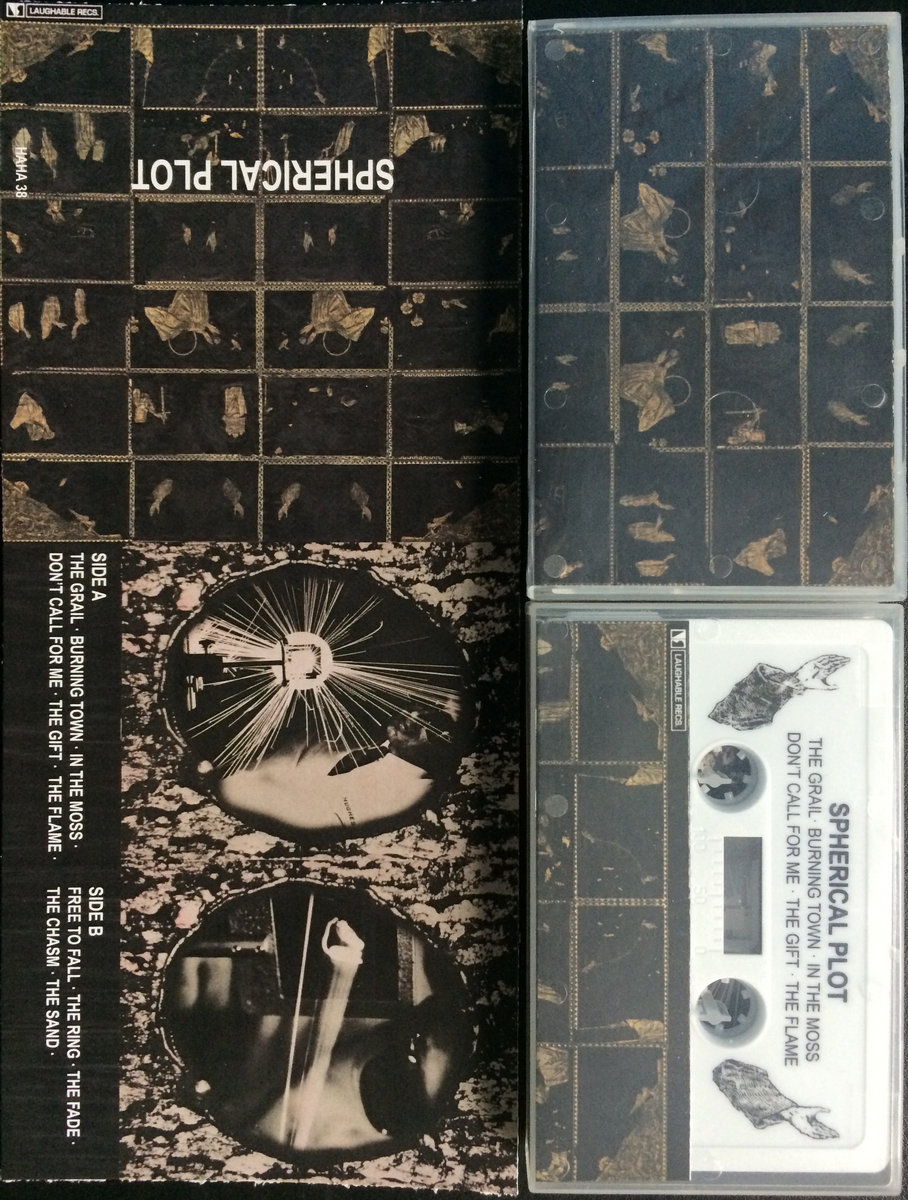 LAUGHABLE RECS.
HAHA 38
SPHERICAL PLOT
SIDE A
THE GRAIL · BURNING TOWN · IN THE MOSS ·
DON'T CALL FOR ME · THE GIFT · THE FLAME ·
SIDE B
FREE TO FALL · THE RING · THE FADE ·
THE CHASM · THE SAND ·
HUGHES
LAUGHABLE RECS.
SPHERICAL PLOT
THE GRAIL · BURNING TOWN · IN THE MOSS
DON'T CALL FOR ME · THE GIFT · THE FLAME